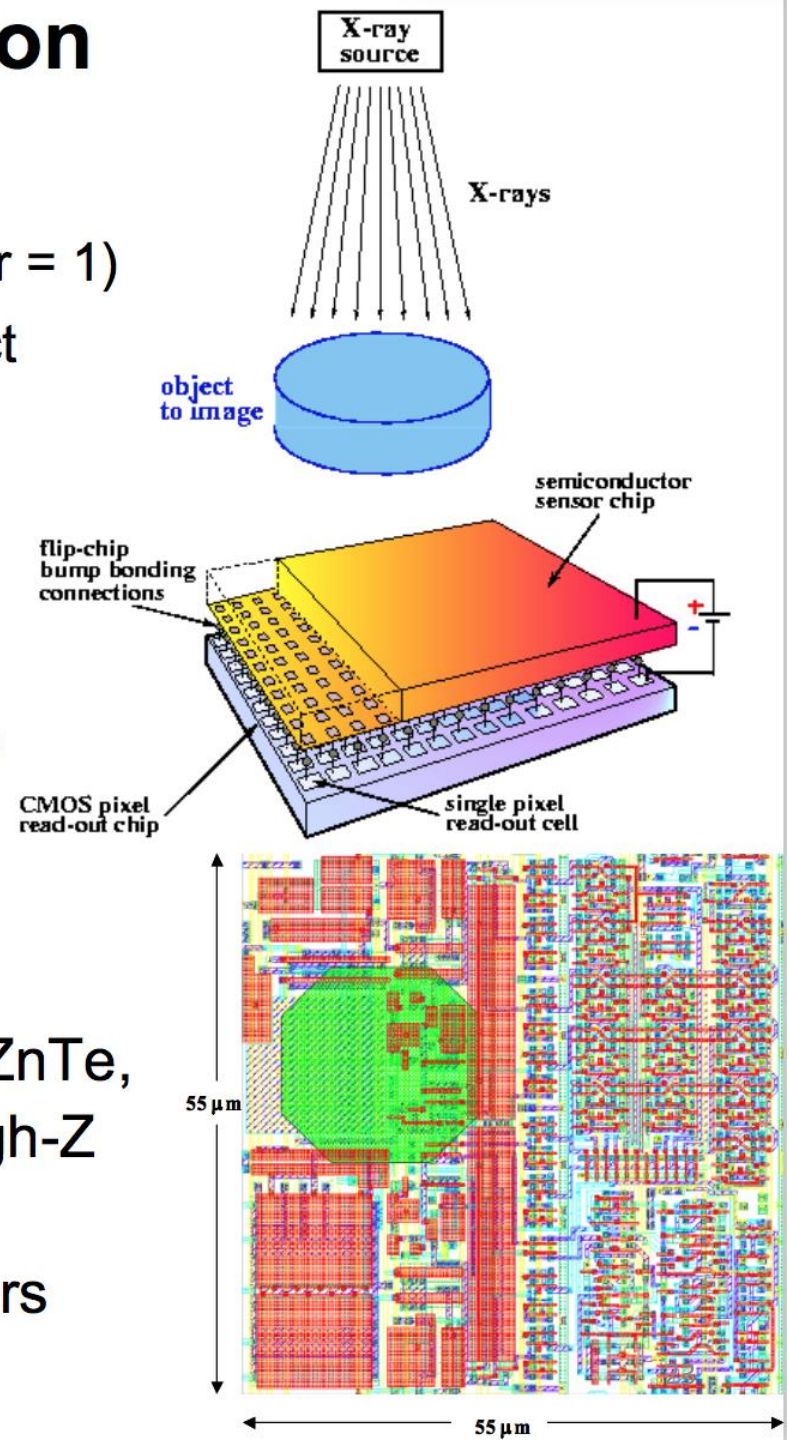 on
X-ray
source
X-rays
r = 1)
ct
object
to image
semiconductor
sensor chip
flip-chip
bump bonding
connections
+
-
CMOS pixel
read-out chip
single pixel
read-out cell
ZnTe,
55 µm
gh-Z
rs
55 µm